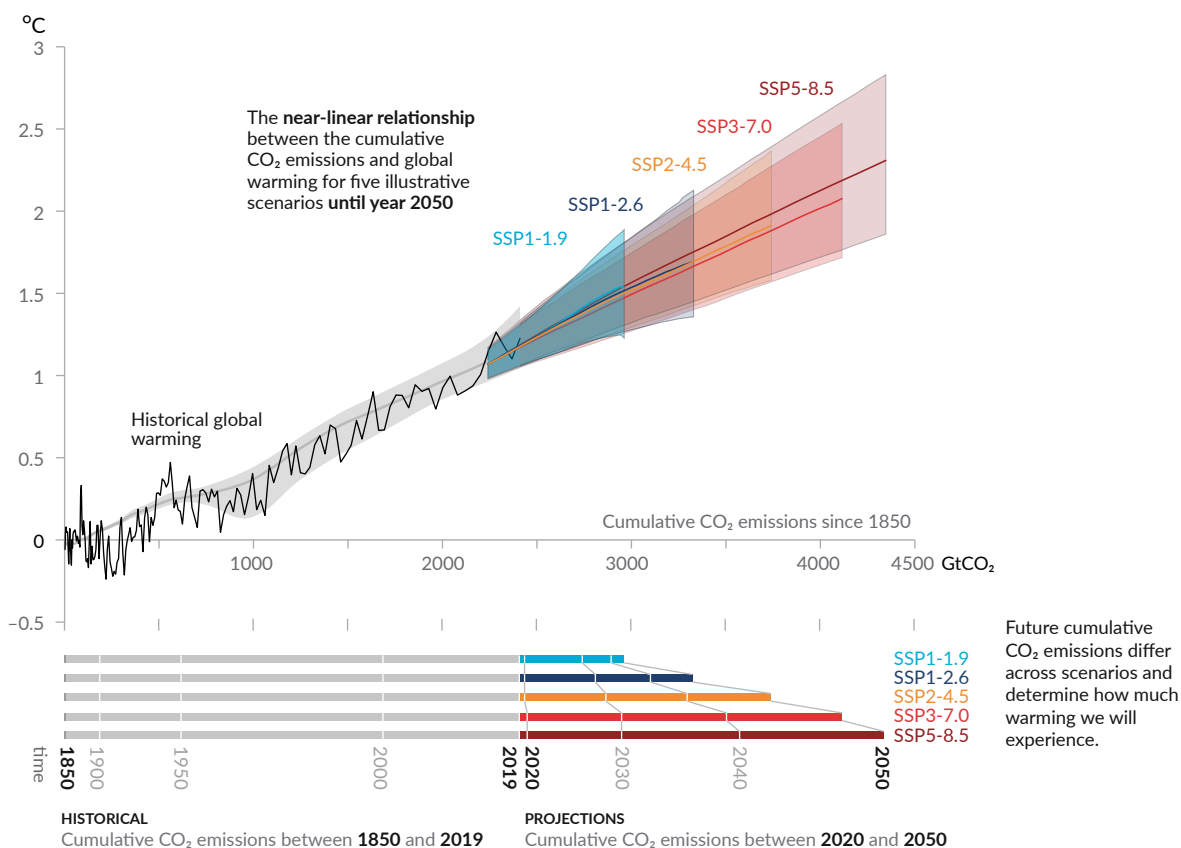 °C
3
2.5
2
1.5
1
0.5
0
–0.5
The near-linear relationship
between the cumulative
CO₂ emissions and global
warming for five illustrative
scenarios until year 2050
SSP5-8.5
SSP3-7.0
SSP2-4.5
SSP1-2.6
SSP1-1.9
Historical global
warming
Cumulative CO₂ emissions since 1850
1000
2000
3000
4000
4500
GtCO₂
Future cumulative
CO₂ emissions differ
across scenarios and
determine how much
warming we will
experience.
SSP1-1.9
SSP1-2.6
SSP2-4.5
SSP3-7.0
SSP5-8.5
time
1850
1900
1950
2000
2019
2020
2030
2040
2050
HISTORICAL
Cumulative CO₂ emissions between 1850 and 2019
PROJECTIONS
Cumulative CO₂ emissions between 2020 and 2050